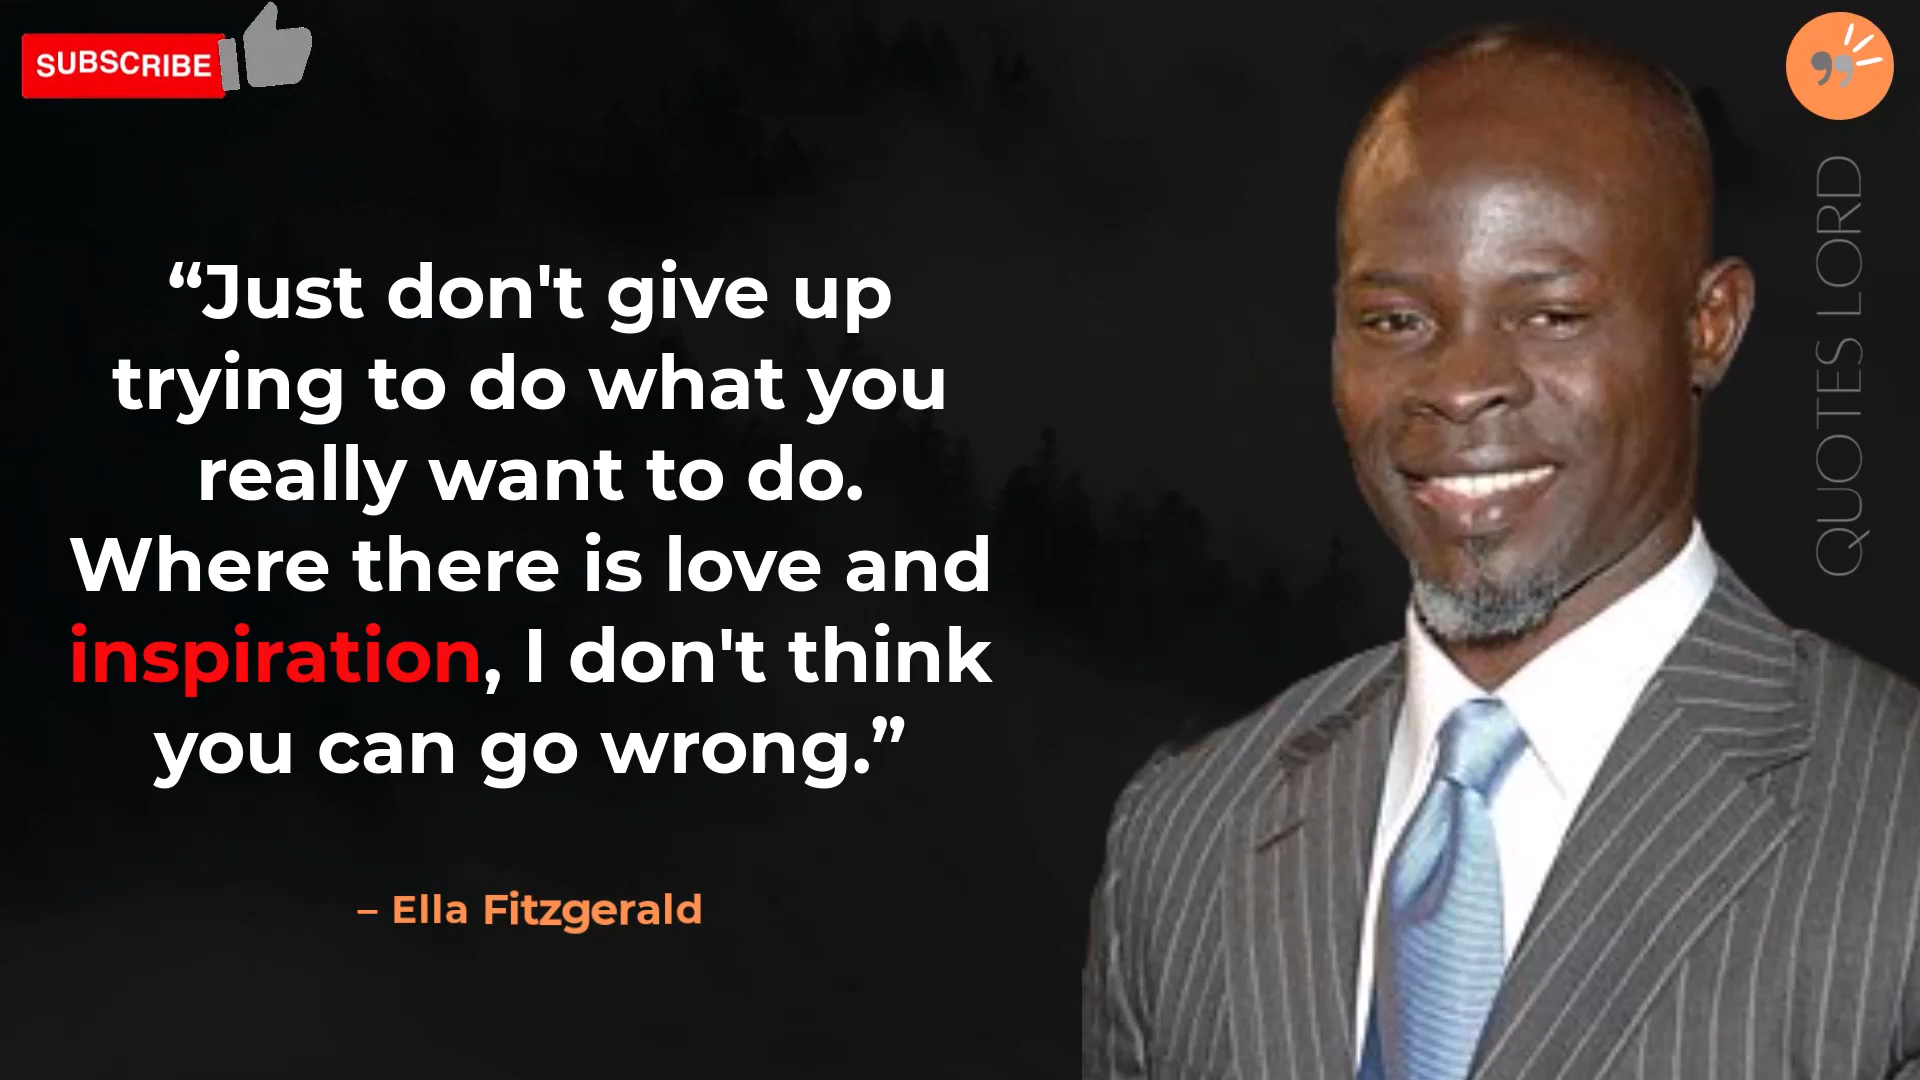 SUBSCRIBE
“Just don't give up
trying to do what you
really want to do.
Where there is love and
inspiration, I don't think
you can go wrong.”
– Ella Fitzgerald
QUOTES LORD